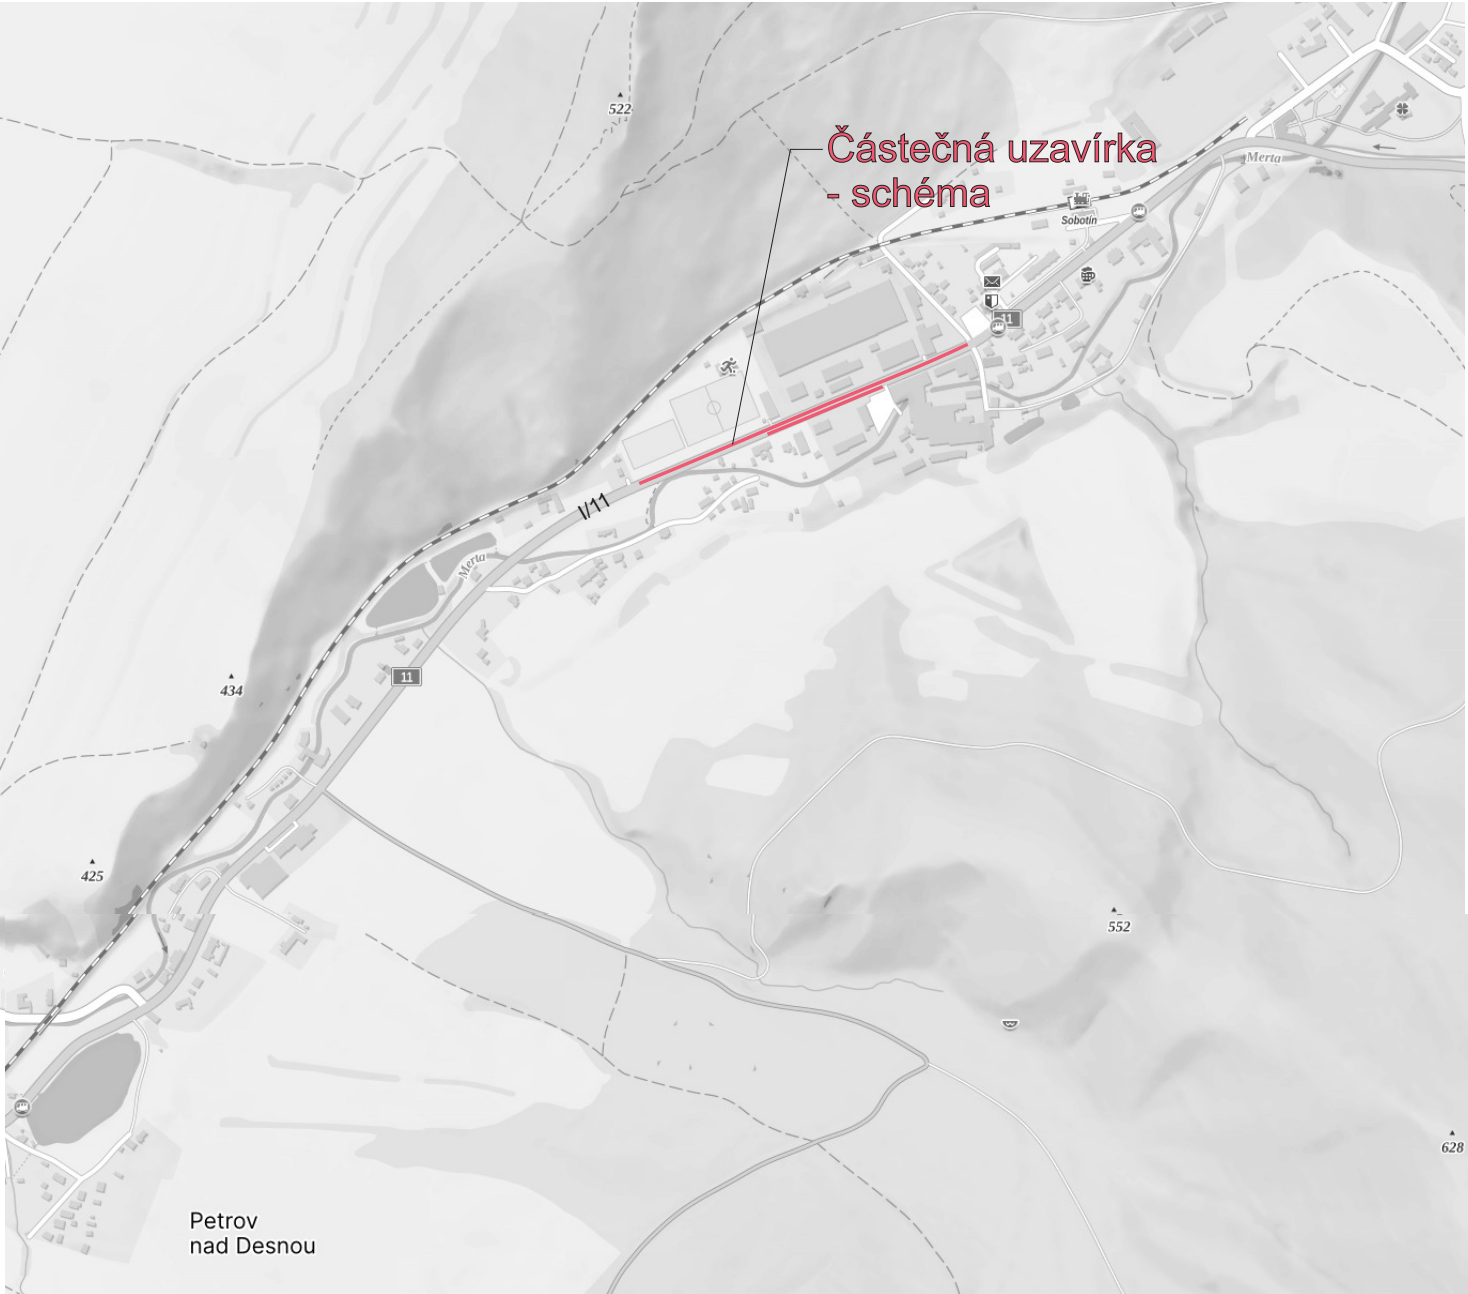 522
Částečná uzavírka
- schéma
Merta
Sobotín
11
I/11
Merta
11
434
425
552
628
Petrov
nad Desnou